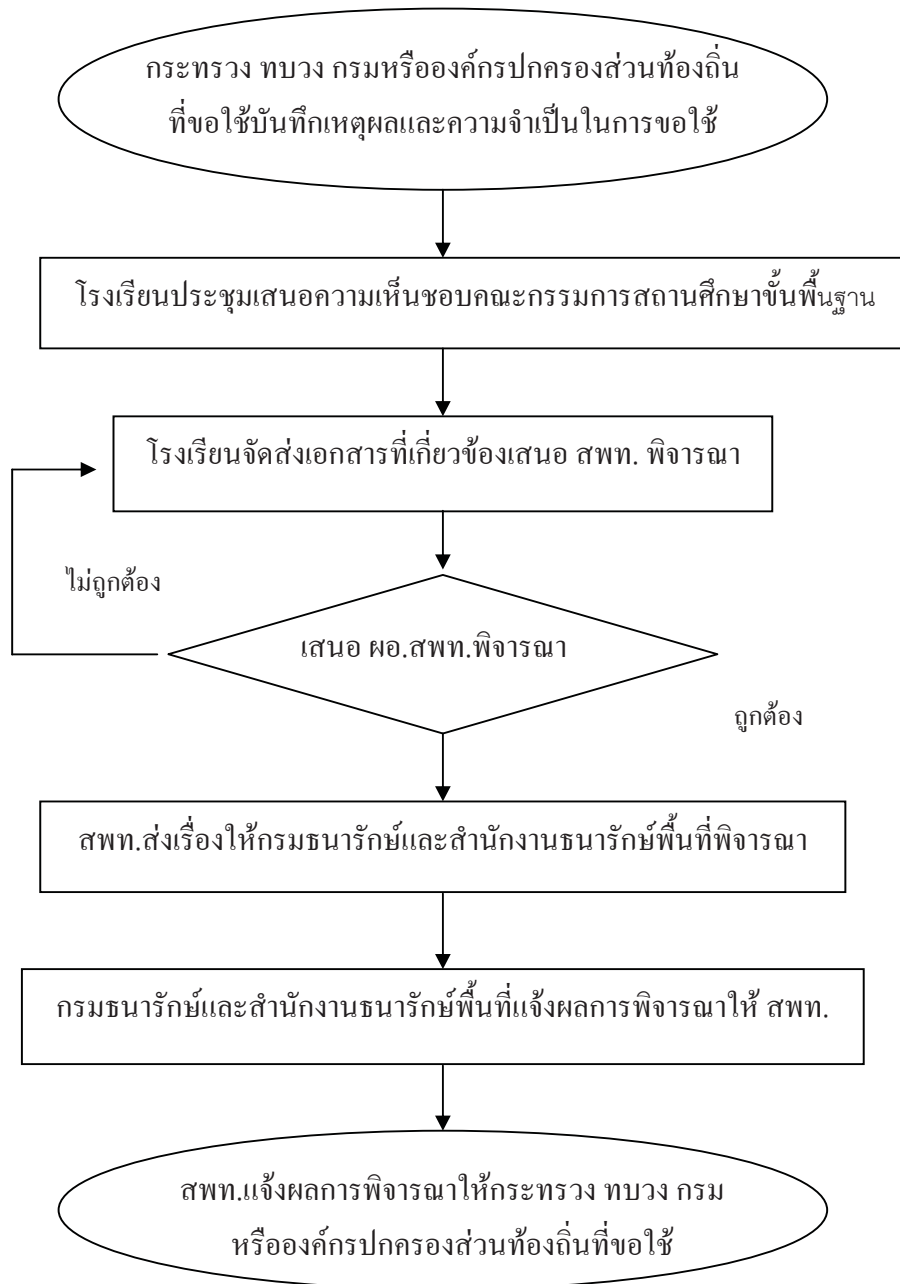 กระทรวง ทบวง กรมหรือองค์กรปกครองส่วนท้องถิ่น
ที่ขอใช้บันทึกเหตุผลและความจำเป็นในการขอใช้
โรงเรียนประชุมเสนอความเห็นชอบคณะกรรมการสถานศึกษาขั้นพื้นฐาน
โรงเรียนจัดส่งเอกสารที่เกี่ยวข้องเสนอ สพท. พิจารณา
ไม่ถูกต้อง
เสนอ ผอ.สพท.พิจารณา
ถูกต้อง
สพท.ส่งเรื่องให้กรมธนารักษ์และสำนักงานธนารักษ์พื้นที่พิจารณา
กรมธนารักษ์และสำนักงานธนารักษ์พื้นที่แจ้งผลการพิจารณาให้ สพท.
สพท.แจ้งผลการพิจารณาให้กระทรวง ทบวง กรม
หรือองค์กรปกครองส่วนท้องถิ่นที่ขอใช้